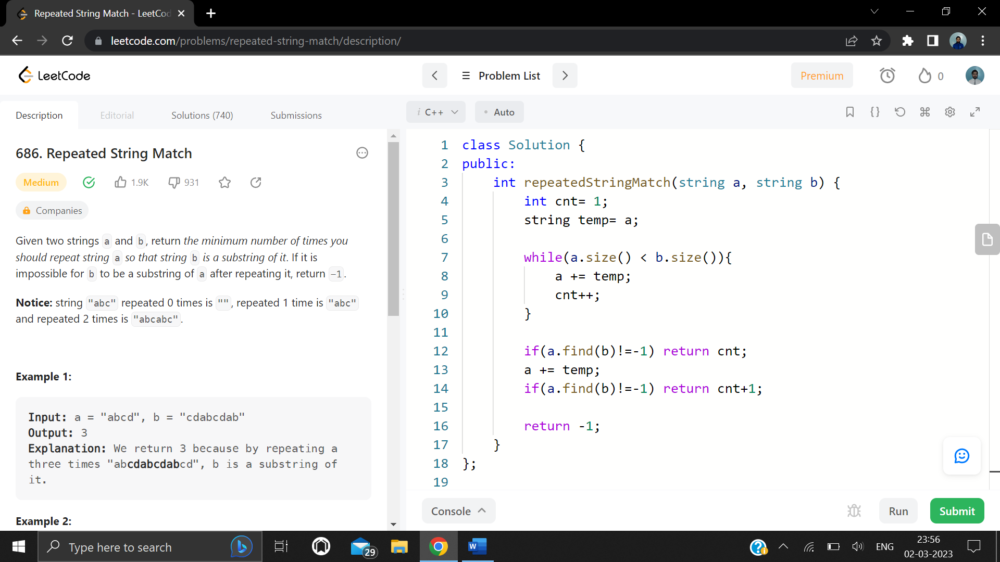 Repeated String Match - LeetCod
leetcode.com/problems/repeated-string-match/description/
LeetCode
Problem List
Premium
0
Description
Editorial
Solutions (740)
Submissions
i C++
Auto
686. Repeated String Match
Medium
1.9K
931
Companies
Given two strings a and b, return the minimum number of times you
should repeat string a so that string b is a substring of it. If it is
impossible for b to be a substring of a after repeating it, return -1.
Notice: string "abc" repeated 0 times is "", repeated 1 time is "abc"
and repeated 2 times is "abcabc".
Example 1:
Input: a = "abcd", b = "cdabcdab"
Output: 3
Explanation: We return 3 because by repeating a
three times "abcdabcdabcd", b is a substring of
it.
Example 2:
1 class Solution {
2 public:
3 int repeatedStringMatch(string a, string b) {
4 int cnt= 1;
5 string temp= a;
6
7 while(a.size() < b.size()){
8 a += temp;
9 cnt++;
10 }
11
12 if(a.find(b)!=-1) return cnt;
13 a += temp;
14 if(a.find(b)!=-1) return cnt+1;
15
16 return -1;
17 }
18 };
19
Console
Run
Submit
Type here to search
29
W
ENG
23:56
02-03-2023